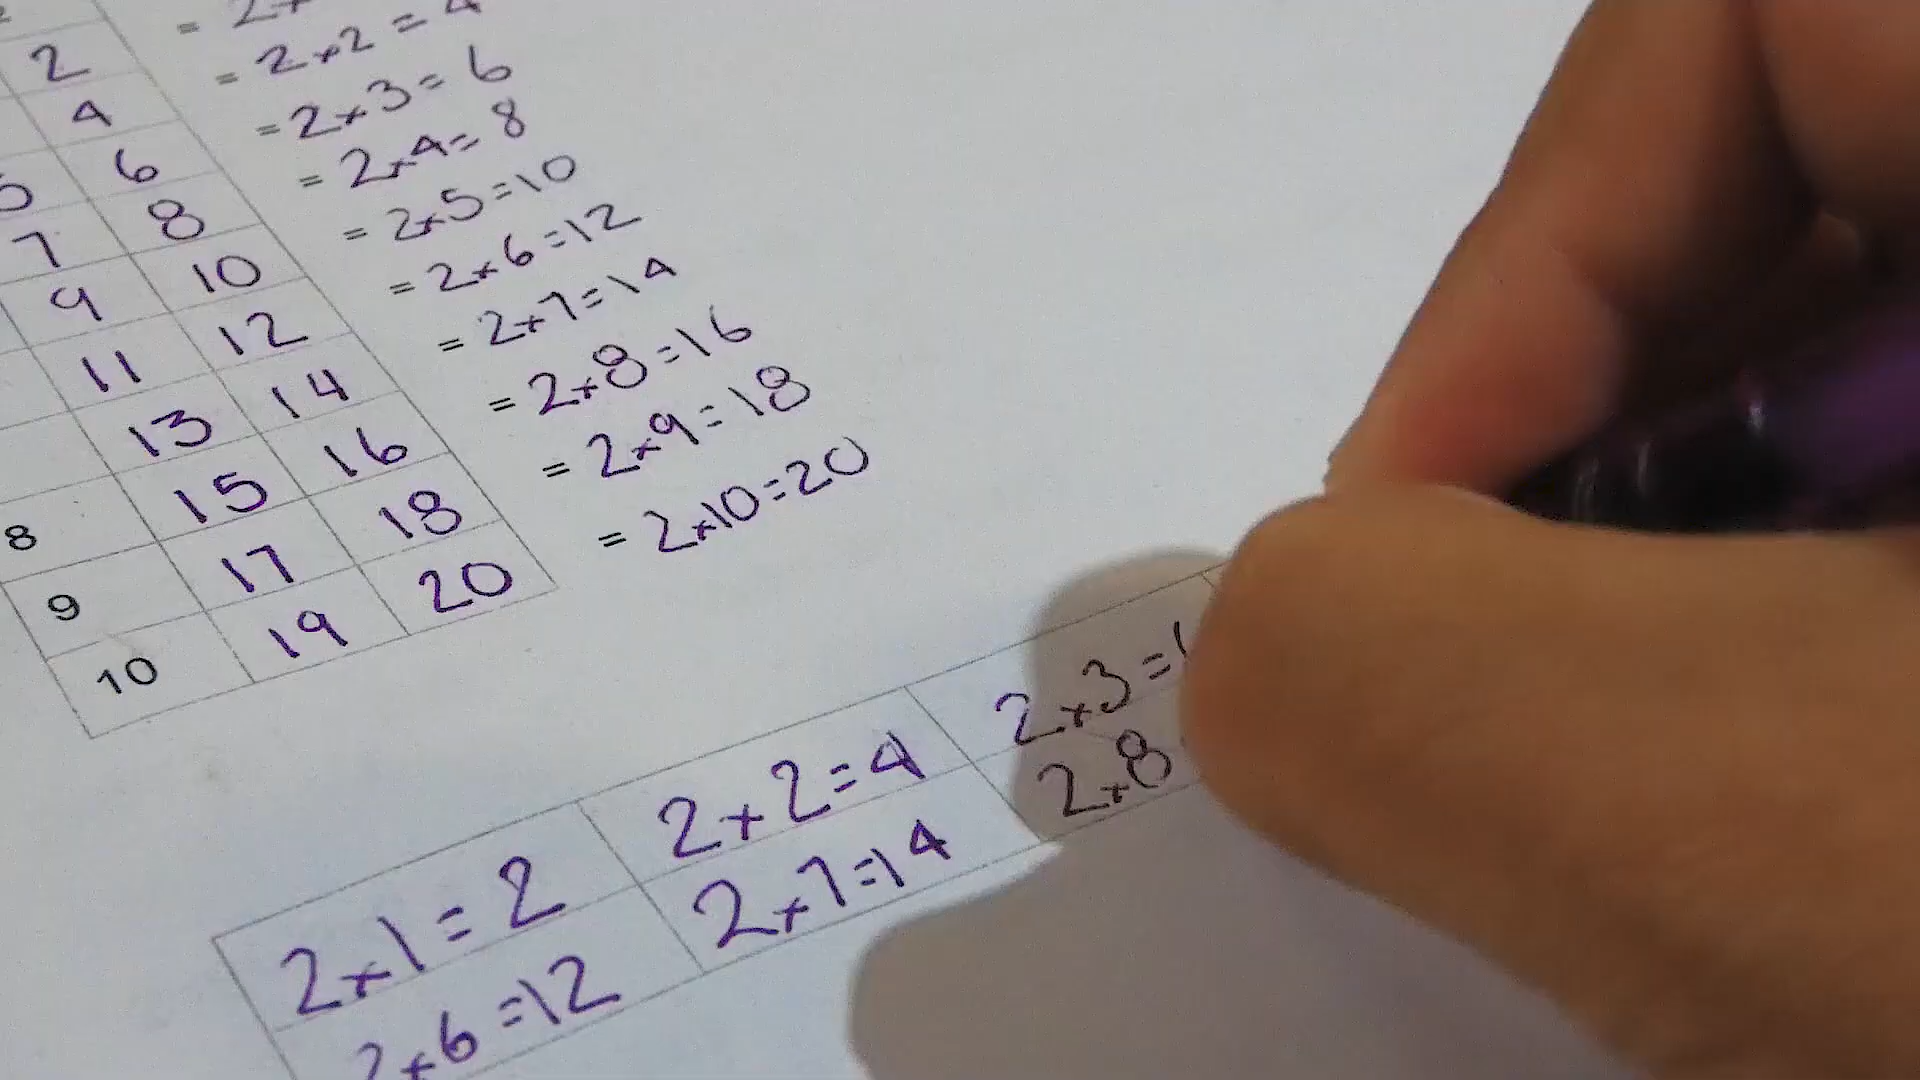 2 = 2×2=4
4 = 2×3=6
6 = 2×4=8
7 8 = 2×5=10
9 10 = 2×6=12
11 12 = 2×7=14
13 14 = 2×8=16
8 15 16 = 2×9=18
9 17 18 = 2×10=20
10 19 20
2×1=2 2×2=4 2×3=
2×6=12 2×7=14 2×8